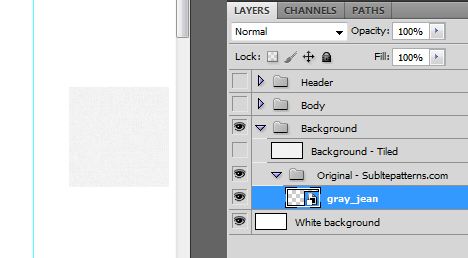 LAYERS CHANNELS PATHS
Normal Opacity: 100%
Lock: Fill: 100%
Header
Body
Background
Background - Tiled
Original - Subltepatterns.com
gray_jean
White background